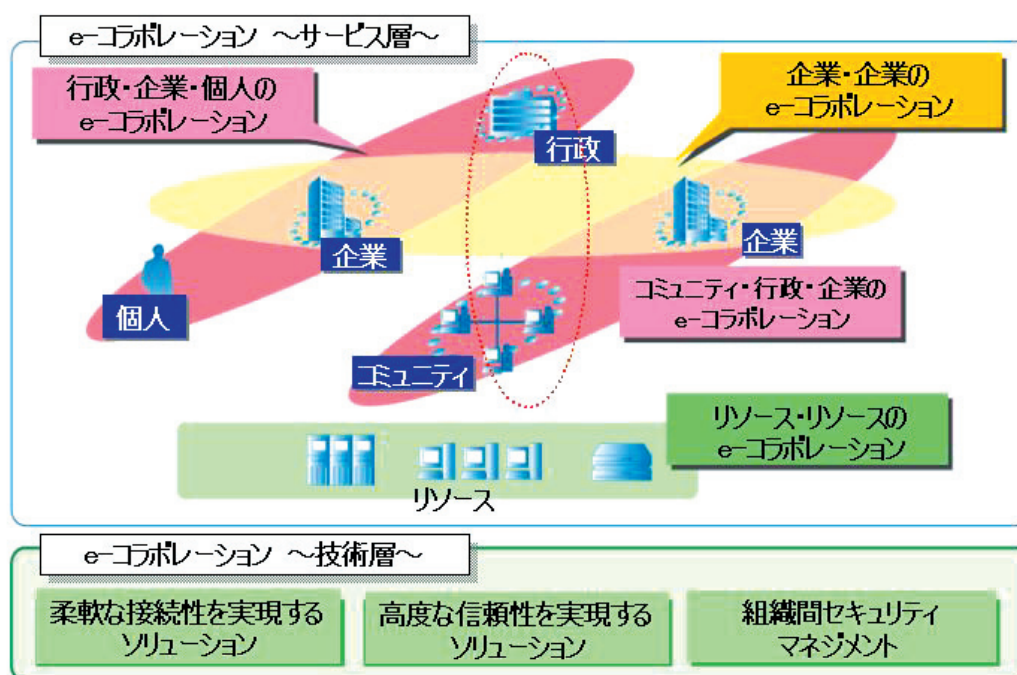 e-コラボレーション ～サービス層～
行政・企業・個人の
e-コラボレーション
企業・企業の
e-コラボレーション
行政
企業
企業
個人
コミュニティ・行政・企業の
e-コラボレーション
コミュニティ
リソース・リソースの
e-コラボレーション
リソース
e-コラボレーション ～技術層～
柔軟な接続性を実現する
ソリューション
高度な信頼性を実現する
ソリューション
組織間セキュリティ
マネジメント